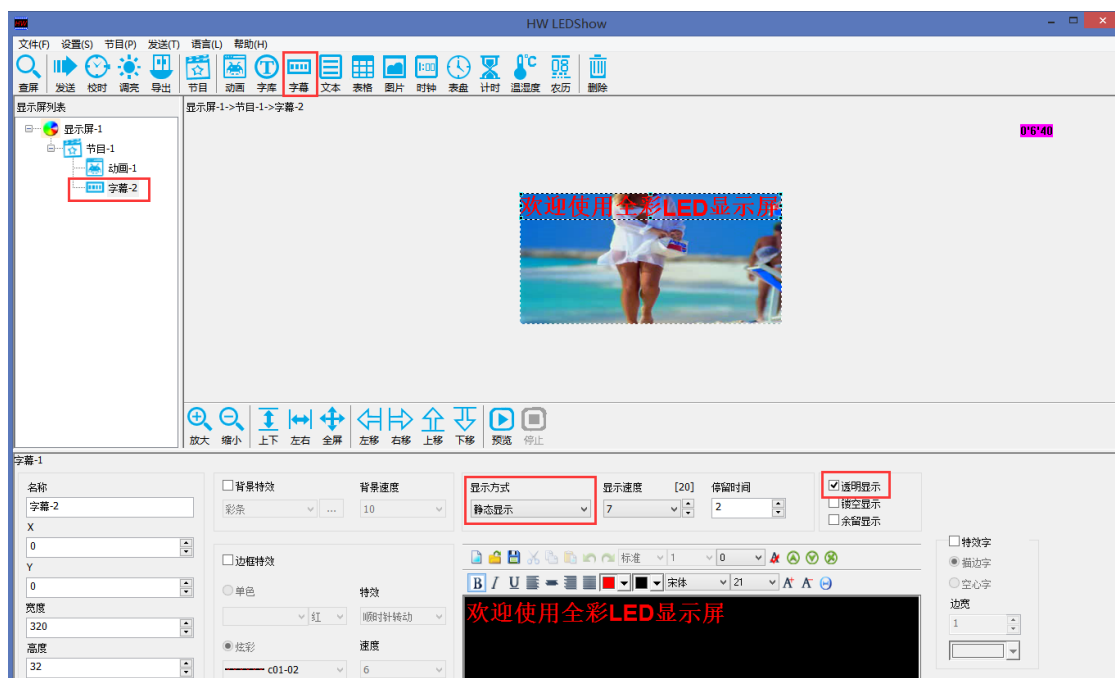 HW LEDShow
文件(F) 设置(S) 节目(P) 发送(T) 语言(L) 帮助(H)
查屏 发送 校时 调亮 导出 节目 动画 字库 字幕 文本 表格 图片 时钟 表盘 计时 温湿度 农历 删除
显示屏列表
显示屏-1->节目-1->字幕-2
显示屏-1
节目-1
动画-1
字幕-2
0'6'40
欢迎使用全彩LED显示屏
放大 缩小 上下 左右 全屏 左移 右移 上移 下移 预览 停止
字幕-1
名称
字幕-2
X
0
Y
0
宽度
320
高度
32
背景特效 背景速度
彩条 ... 10
边框特效
单色 特效
红 顺时针转动
炫彩 速度
c01-02 6
显示方式 显示速度 [20] 停留时间
静态显示 7 2
透明显示
镂空显示
余留显示
标准 1 0
B I U 宋体 21 A+ A-
欢迎使用全彩LED显示屏
特效字
描边字
空心字
边宽
1